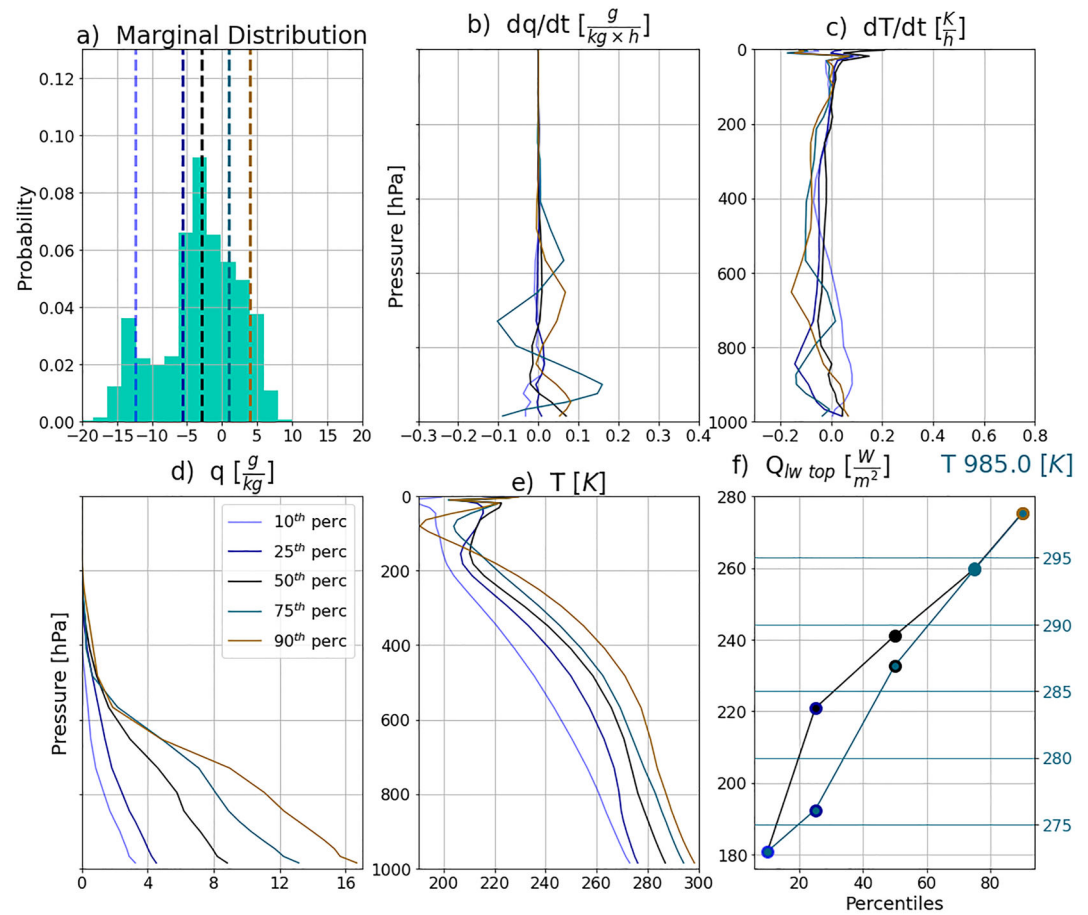 a) Marginal Distribution
b) dq/dt [g/kg × h]
c) dT/dt [K/h]
Probability
0.12
0.10
0.08
0.06
0.04
0.02
0.00
−20 −15 −10 −5 0 5 10 15 20
Pressure [hPa]
−0.3 −0.2 −0.1 0.0 0.1 0.2 0.3 0.4
0
200
400
600
800
1000
−0.2 0.0 0.2 0.4 0.6 0.8
d) q [g/kg]
e) T [K]
f) Q lw top [W/m²] T 985.0 [K]
Pressure [hPa]
10th perc
25th perc
50th perc
75th perc
90th perc
0 4 8 12 16
0
200
400
600
800
1000
200 220 240 260 280 300
280
260
240
220
200
180
295
290
285
280
275
20 40 60 80
Percentiles